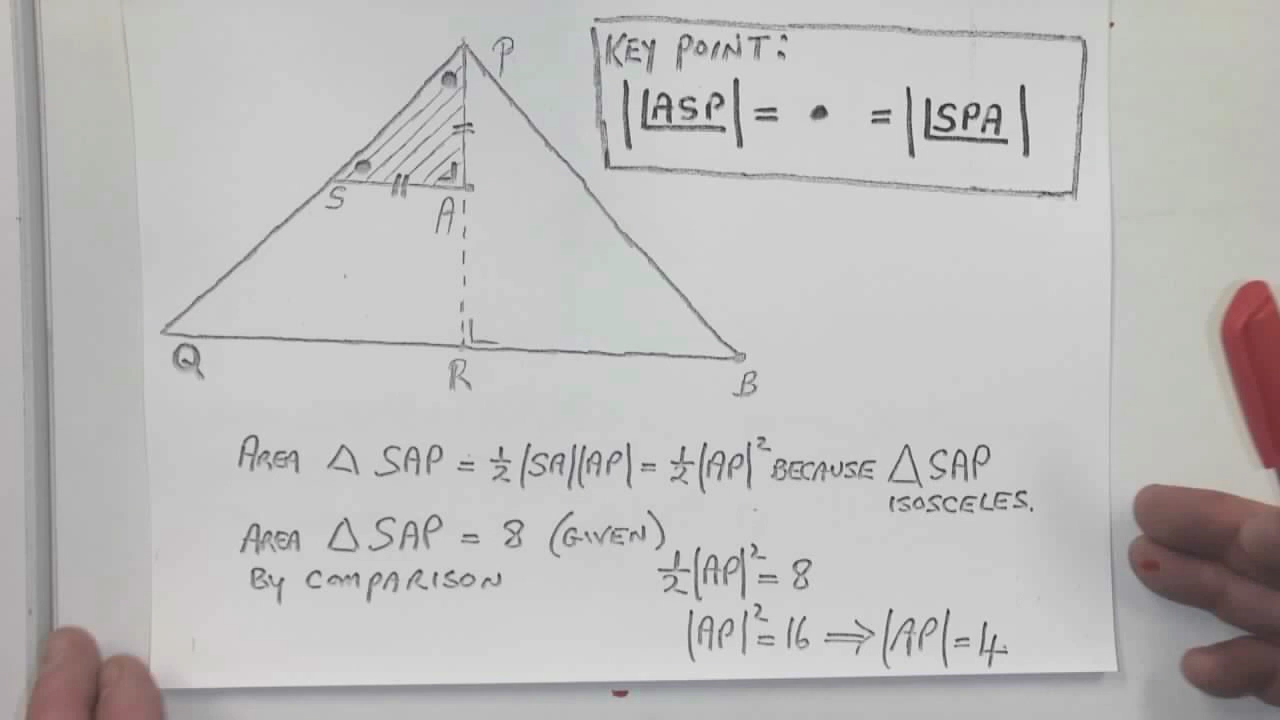 P
KEY POINT:
|∠ASP| = • = |∠SPA|
S
A
Q
R
B
AREA △ SAP = ½|SA||AP| = ½|AP|² BECAUSE △SAP
ISOSCELES.
AREA △ SAP = 8 (GIVEN)
BY COMPARISON ½|AP|² = 8
|AP|² = 16 ⟹ |AP| = 4